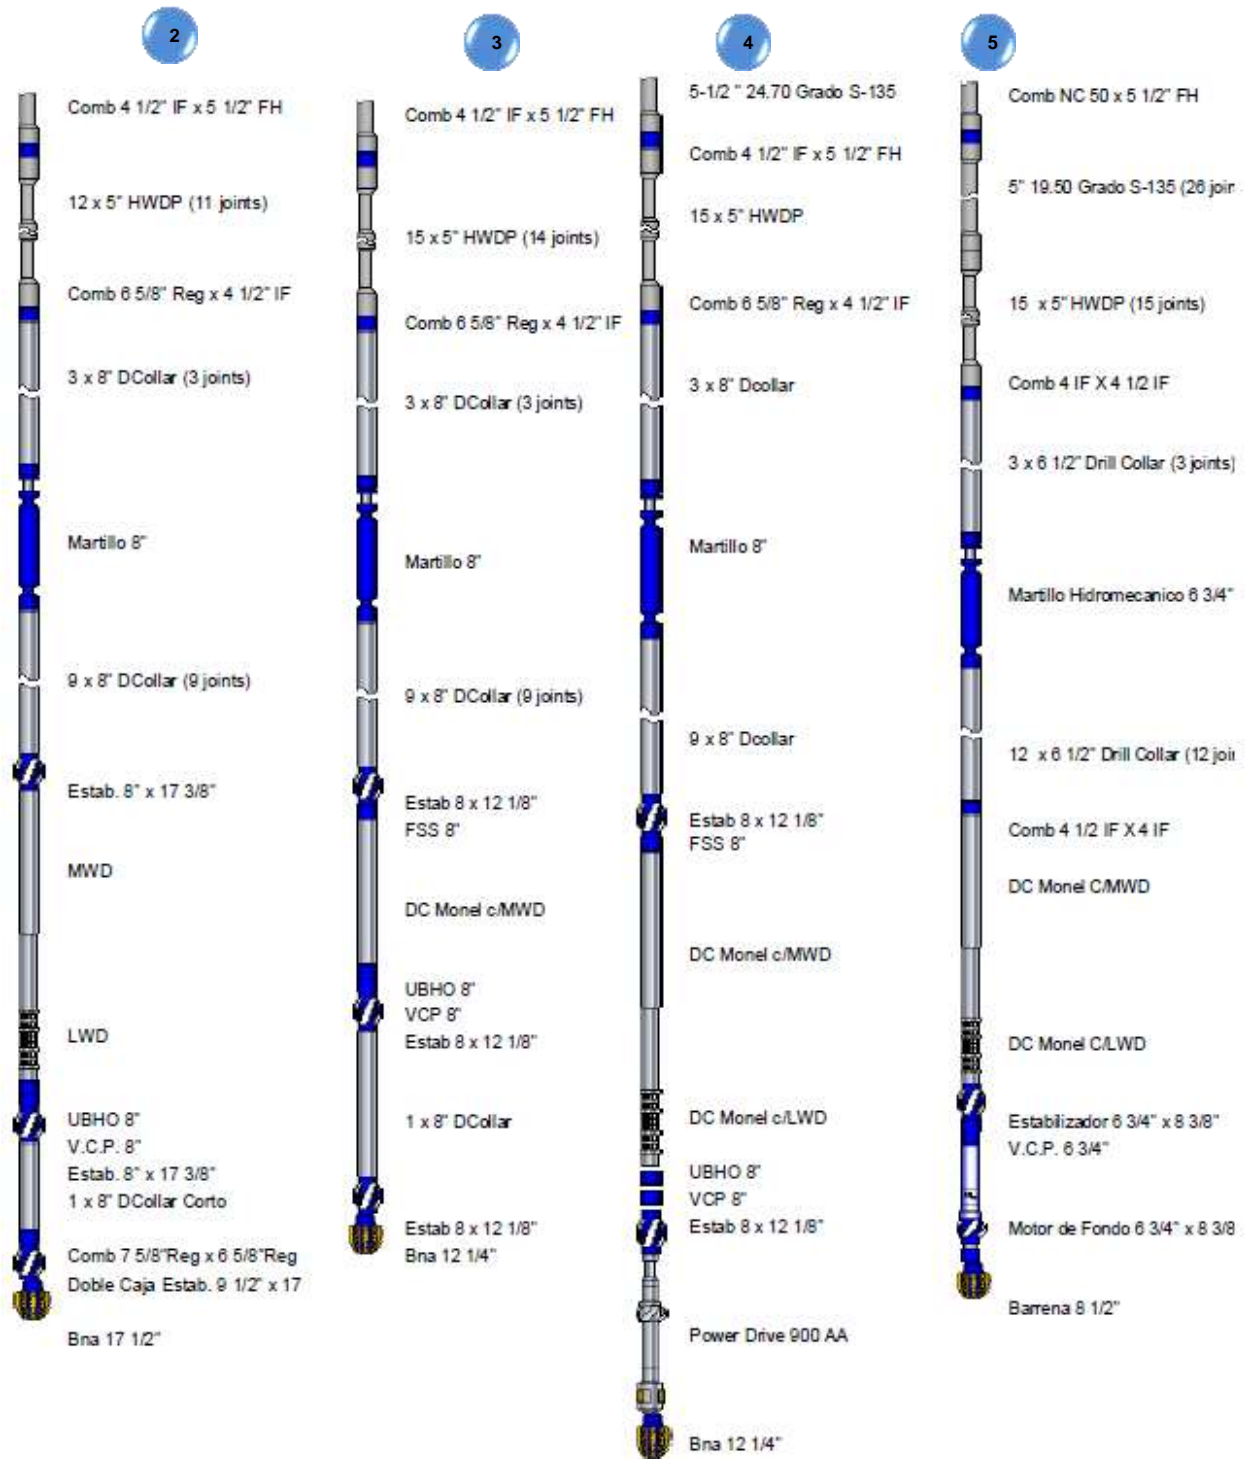 2
Comb 4 1/2" IF x 5 1/2" FH
12 x 5" HWDP (11 joints)
Comb 6 5/8" Reg x 4 1/2" IF
3 x 8" DCollar (3 joints)
Martillo 8"
9 x 8" DCollar (9 joints)
Estab. 8" x 17 3/8"
MWD
LWD
UBHO 8"
V.C.P. 8"
Estab. 8" x 17 3/8"
1 x 8" DCollar Corto
Comb 7 5/8"Reg x 6 5/8"Reg
Doble Caja Estab. 9 1/2" x 17
Bna 17 1/2"
3
Comb 4 1/2" IF x 5 1/2" FH
15 x 5" HWDP (14 joints)
Comb 6 5/8" Reg x 4 1/2" IF
3 x 8" DCollar (3 joints)
Martillo 8"
9 x 8" DCollar (9 joints)
Estab 8 x 12 1/8"
FSS 8"
DC Monel c/MWD
UBHO 8"
VCP 8"
Estab 8 x 12 1/8"
1 x 8" DCollar
Estab 8 x 12 1/8"
Bna 12 1/4"
4
5-1/2 " 24.70 Grado S-135
Comb 4 1/2" IF x 5 1/2" FH
15 x 5" HWDP
Comb 6 5/8" Reg x 4 1/2" IF
3 x 8" Dcollar
Martillo 8"
9 x 8" Dcollar
Estab 8 x 12 1/8"
FSS 8"
DC Monel c/MWD
DC Monel c/LWD
UBHO 8"
VCP 8"
Estab 8 x 12 1/8"
Power Drive 900 AA
Bna 12 1/4"
5
Comb NC 50 x 5 1/2" FH
5" 19.50 Grado S-135 (26 join
15 x 5" HWDP (15 joints)
Comb 4 IF X 4 1/2 IF
3 x 6 1/2" Drill Collar (3 joints)
Martillo Hidromecanico 6 3/4"
12 x 6 1/2" Drill Collar (12 join
Comb 4 1/2 IF X 4 IF
DC Monel C/MWD
DC Monel C/LWD
Estabilizador 6 3/4" x 8 3/8"
V.C.P. 6 3/4"
Motor de Fondo 6 3/4" x 8 3/8
Barrena 8 1/2"